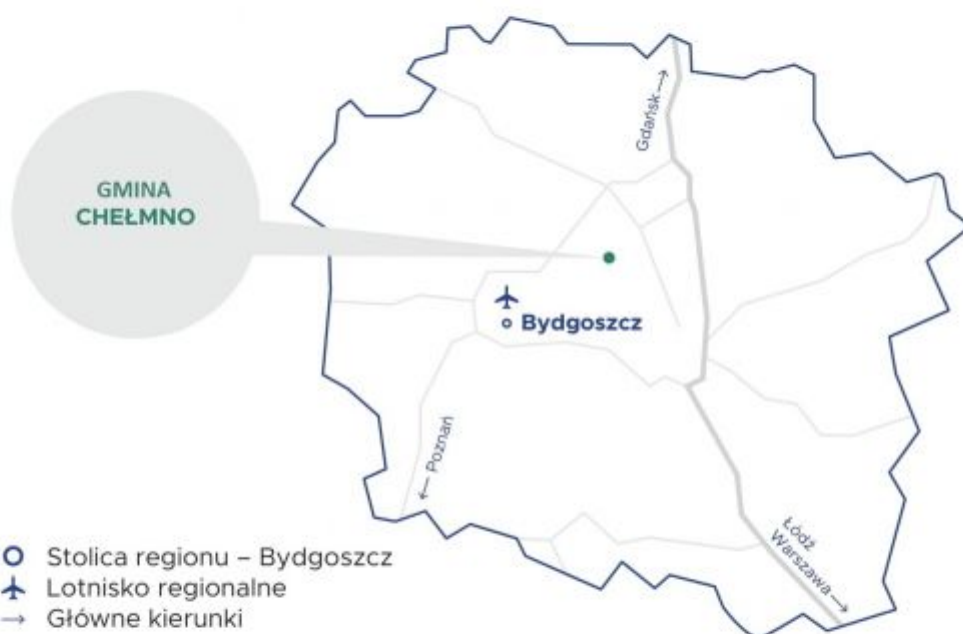 Gdańsk →
GMINA
CHEŁMNO
Bydgoszcz
← Poznań
Łódź
Warszawa →
Stolica regionu – Bydgoszcz
Lotnisko regionalne
→ Główne kierunki